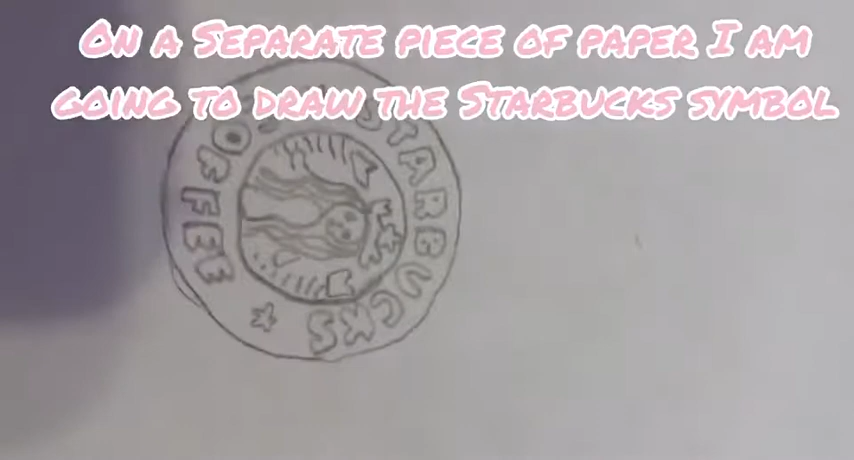 On a Separate piece of paper I am
going to draw the Starbucks symbol
STARBUCKS
COFFEE